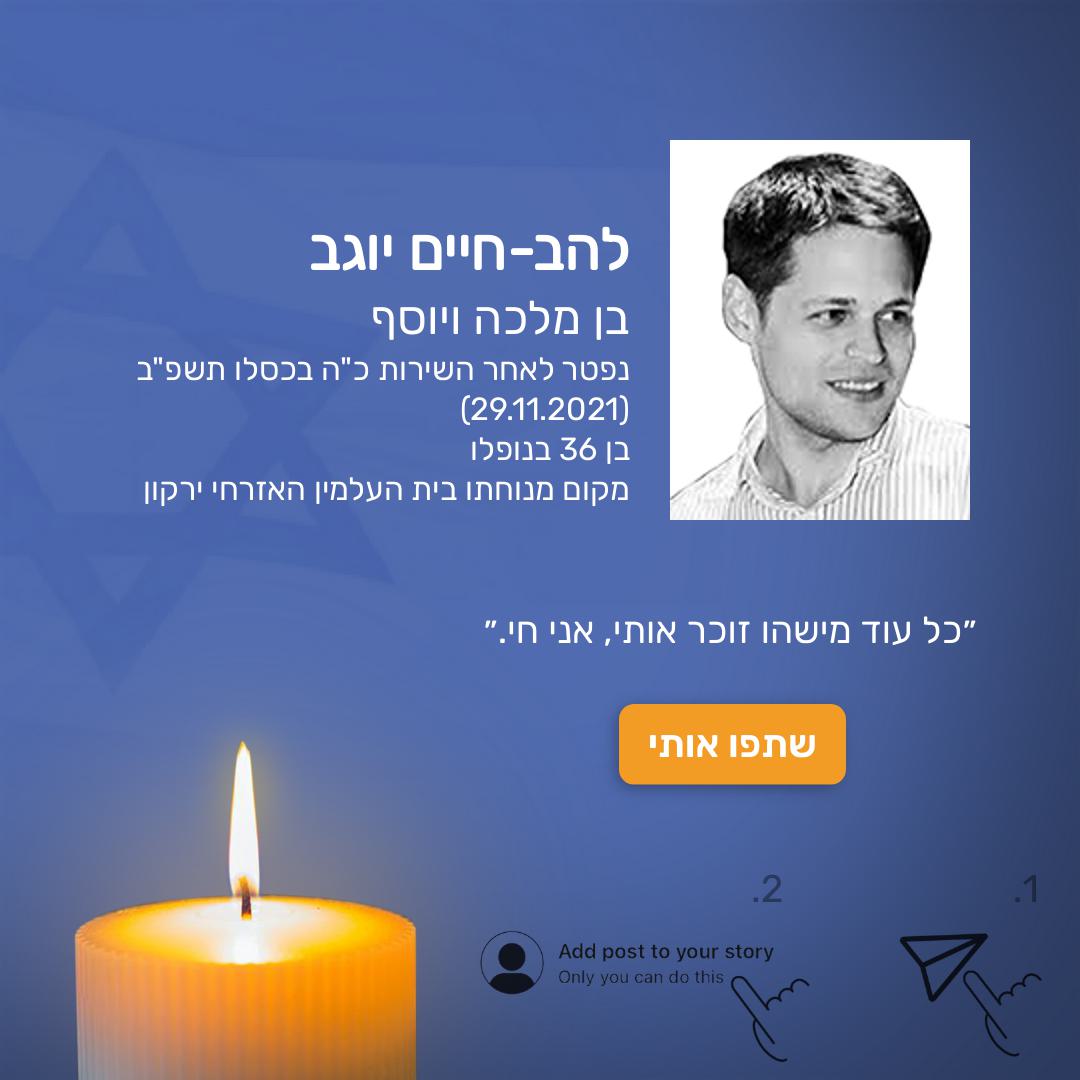 להב-חיים יוגב
בן מלכה ויוסף
נפטר לאחר השירות כ"ה בכסלו תשפ"ב
(29.11.2021)
בן 36 בנופלו
מקום מנוחתו בית העלמין האזרחי ירקון
״כל עוד מישהו זוכר אותי, אני חי.״
שתפו אותי
1.
2.
Add post to your story
Only you can do this